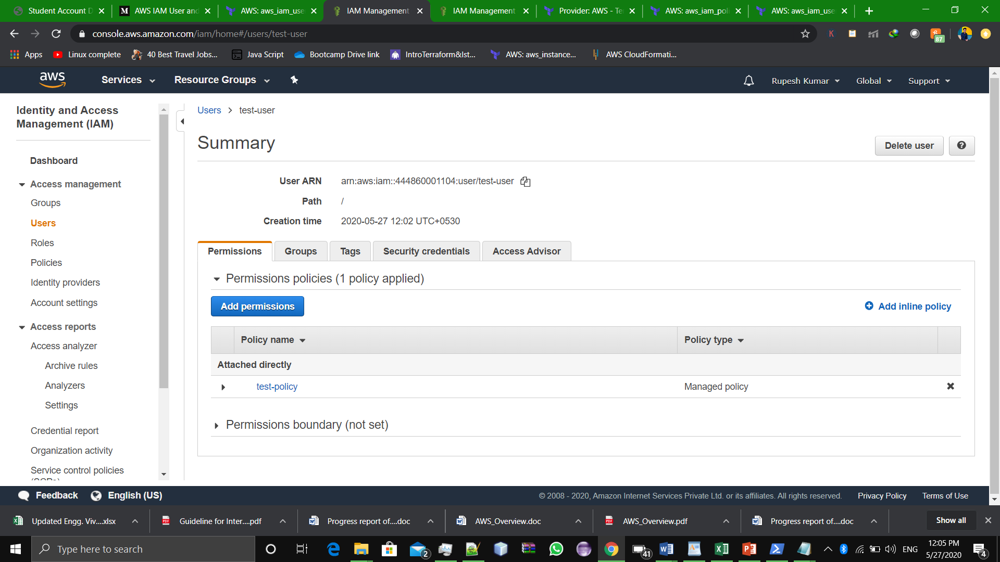 Student Account D
AWS IAM User and
AWS: aws_iam_use
IAM Management
IAM Management
Provider: AWS - Te
AWS: aws_iam_poli
AWS: aws_iam_use
console.aws.amazon.com/iam/home#/users/test-user
K
87
Apps
Linux complete
40 Best Travel Jobs...
Java Script
Bootcamp Drive link
IntroTerraform&Ist...
AWS: aws_instance...
AWS CloudFormati...
aws
Services
Resource Groups
Rupesh Kumar
Global
Support
Identity and Access
Management (IAM)
Dashboard
Access management
Groups
Users
Roles
Policies
Identity providers
Account settings
Access reports
Access analyzer
Archive rules
Analyzers
Settings
Credential report
Organization activity
Service control policies
Users > test-user
Summary
Delete user
User ARN arn:aws:iam::444860001104:user/test-user
Path /
Creation time 2020-05-27 12:02 UTC+0530
Permissions
Groups
Tags
Security credentials
Access Advisor
Permissions policies (1 policy applied)
Add permissions
Add inline policy
Policy name
Policy type
Attached directly
test-policy
Managed policy
Permissions boundary (not set)
Feedback
English (US)
© 2008 - 2020, Amazon Internet Services Private Ltd. or its affiliates. All rights reserved.
Privacy Policy
Terms of Use
Updated Engg. Viv....xlsx
Guideline for Inter....pdf
Progress report of....doc
AWS_Overview.doc
AWS_Overview.pdf
Progress report of....doc
Show all
Type here to search
2
41
ENG
12:05 PM
5/27/2020
4